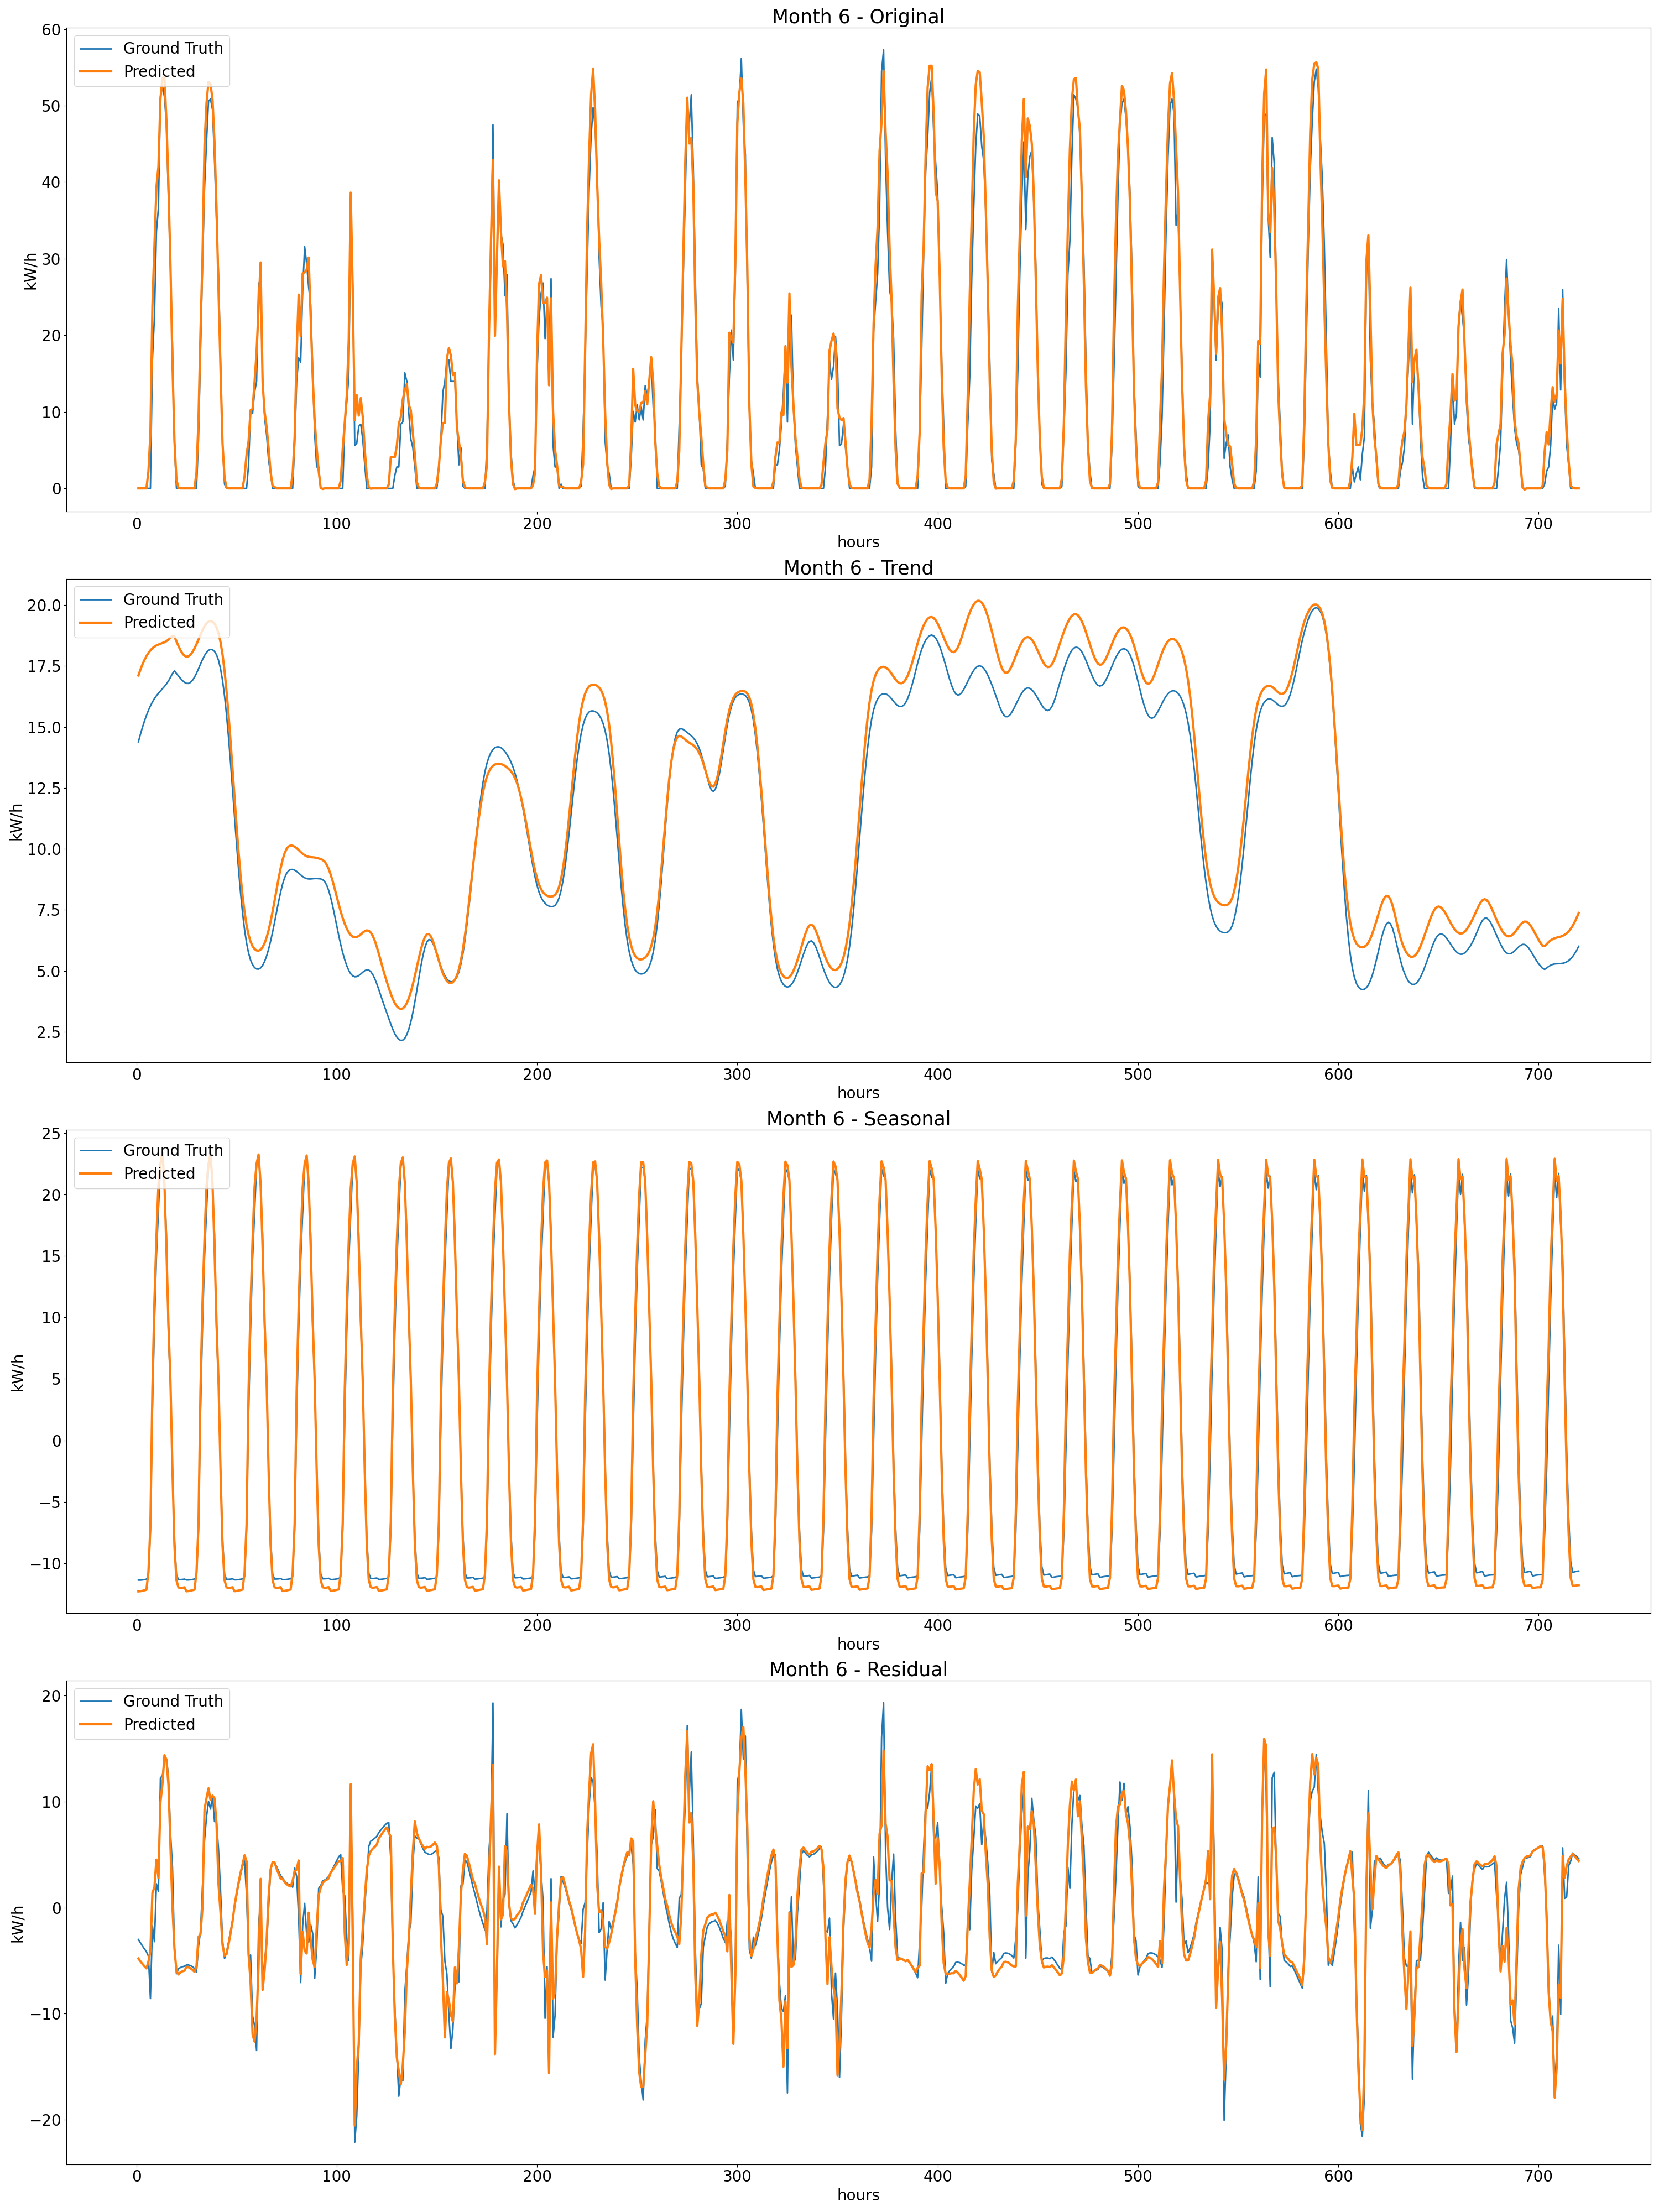 Month 6 - Original
Ground Truth
Predicted
60
50
40
30
20
10
0
kW/h
0 100 200 300 400 500 600 700
hours
Month 6 - Trend
Ground Truth
Predicted
20.0
17.5
15.0
12.5
10.0
7.5
5.0
2.5
kW/h
0 100 200 300 400 500 600 700
hours
Month 6 - Seasonal
Ground Truth
Predicted
25
20
15
10
5
0
−5
−10
kW/h
0 100 200 300 400 500 600 700
hours
Month 6 - Residual
Ground Truth
Predicted
20
10
0
−10
−20
kW/h
0 100 200 300 400 500 600 700
hours